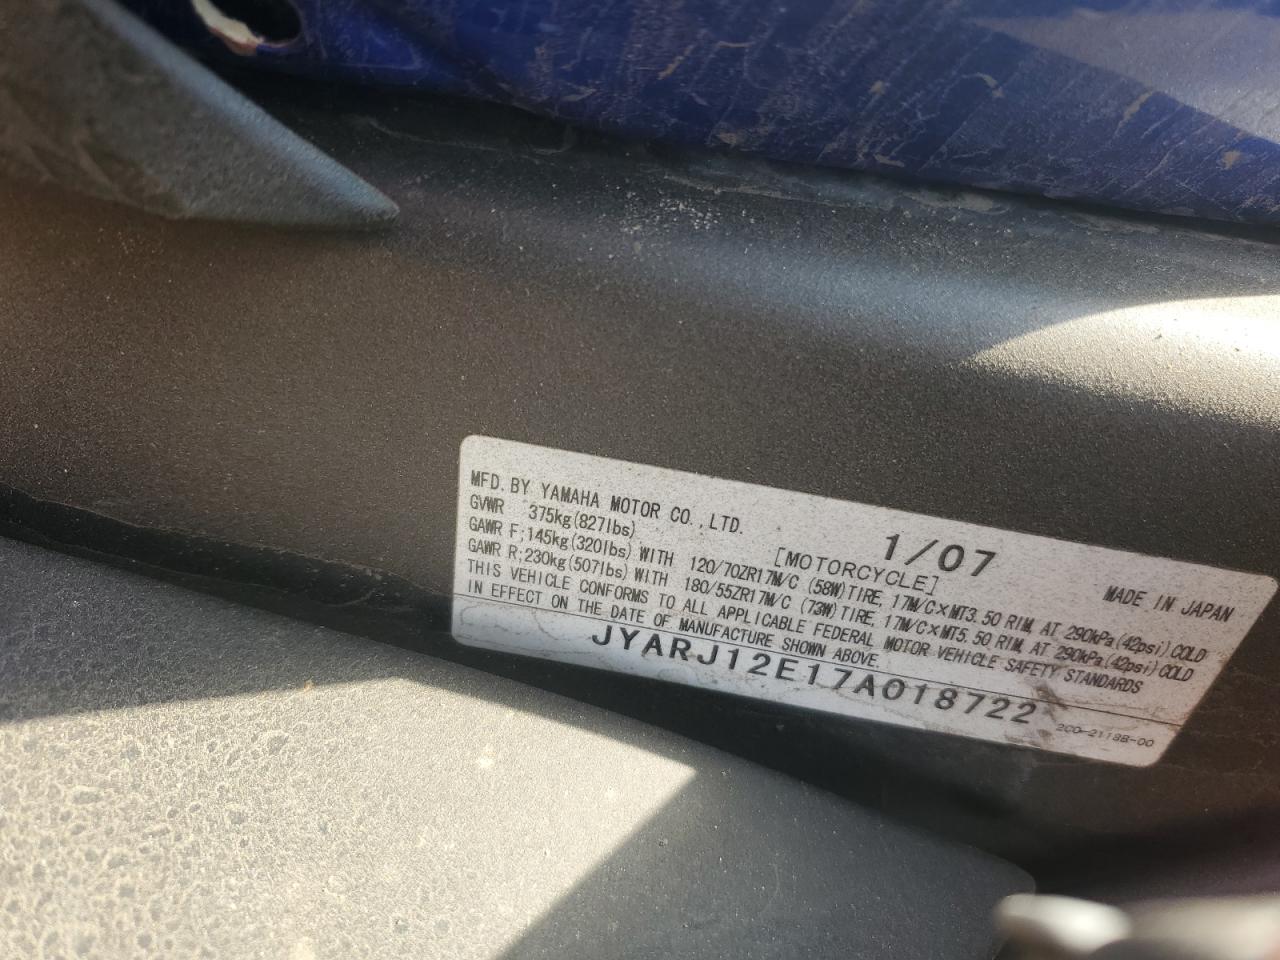 MFD. BY YAMAHA MOTOR CO., LTD.
1/07
MADE IN JAPAN
GVWR 375kg(827lbs)
[MOTORCYCLE]
GAWR F;145kg(320lbs) WITH 120/70ZR17M/C (58W)TIRE, 17M/C×MT3.50 RIM, AT 290kPa(42psi)COLD
GAWR R;230kg(507lbs) WITH 180/55ZR17M/C (73W)TIRE, 17M/C×MT5.50 RIM, AT 290kPa(42psi)COLD
THIS VEHICLE CONFORMS TO ALL APPLICABLE FEDERAL MOTOR VEHICLE SAFETY STANDARDS
IN EFFECT ON THE DATE OF MANUFACTURE SHOWN ABOVE.
JYARJ12E17A018722
2C0-2118B-00